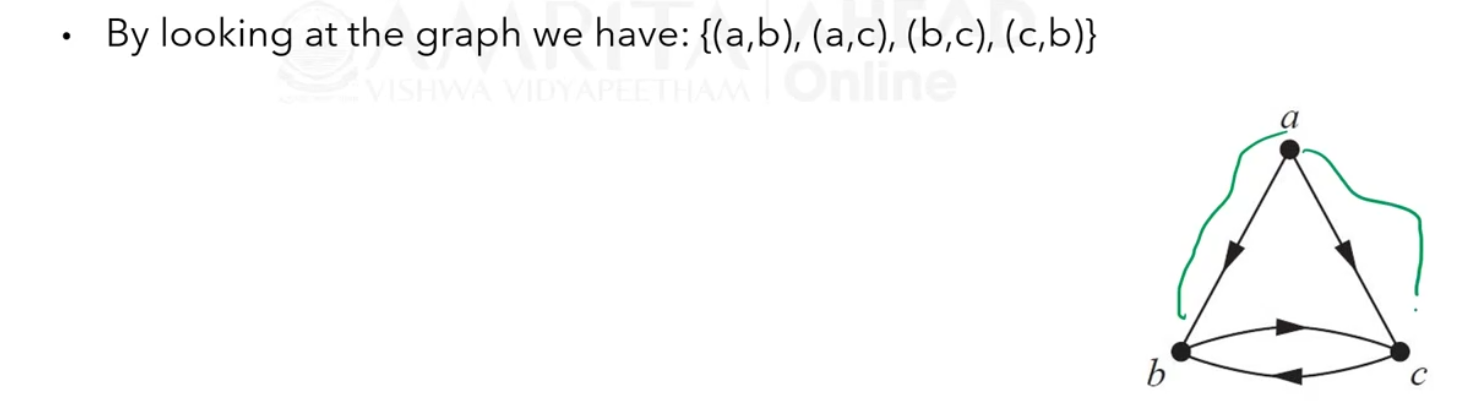 • By looking at the graph we have: {(a,b), (a,c), (b,c), (c,b)}
AMRITA AHEAD
VISHWA VIDYAPEETHAM Online
a
b
c